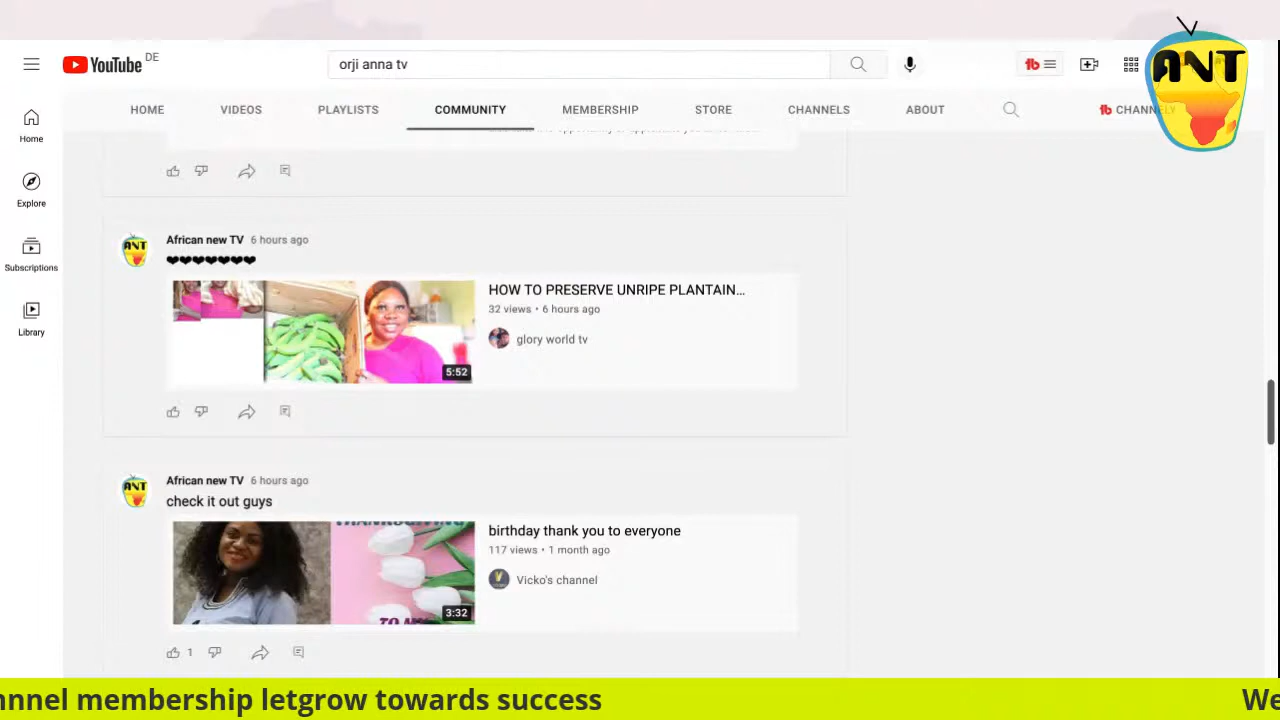 YouTube DE
orji anna tv
ANT
HOME VIDEOS PLAYLISTS COMMUNITY MEMBERSHIP STORE CHANNELS ABOUT
Home
Explore
Subscriptions
Library
African new TV 6 hours ago
❤❤❤❤❤❤❤
HOW TO PRESERVE UNRIPE PLANTAIN...
32 views • 6 hours ago
glory world tv
5:52
African new TV 6 hours ago
check it out guys
birthday thank you to everyone
117 views • 1 month ago
Vicko's channel
3:32
1
nnel membership letgrow towards success
We